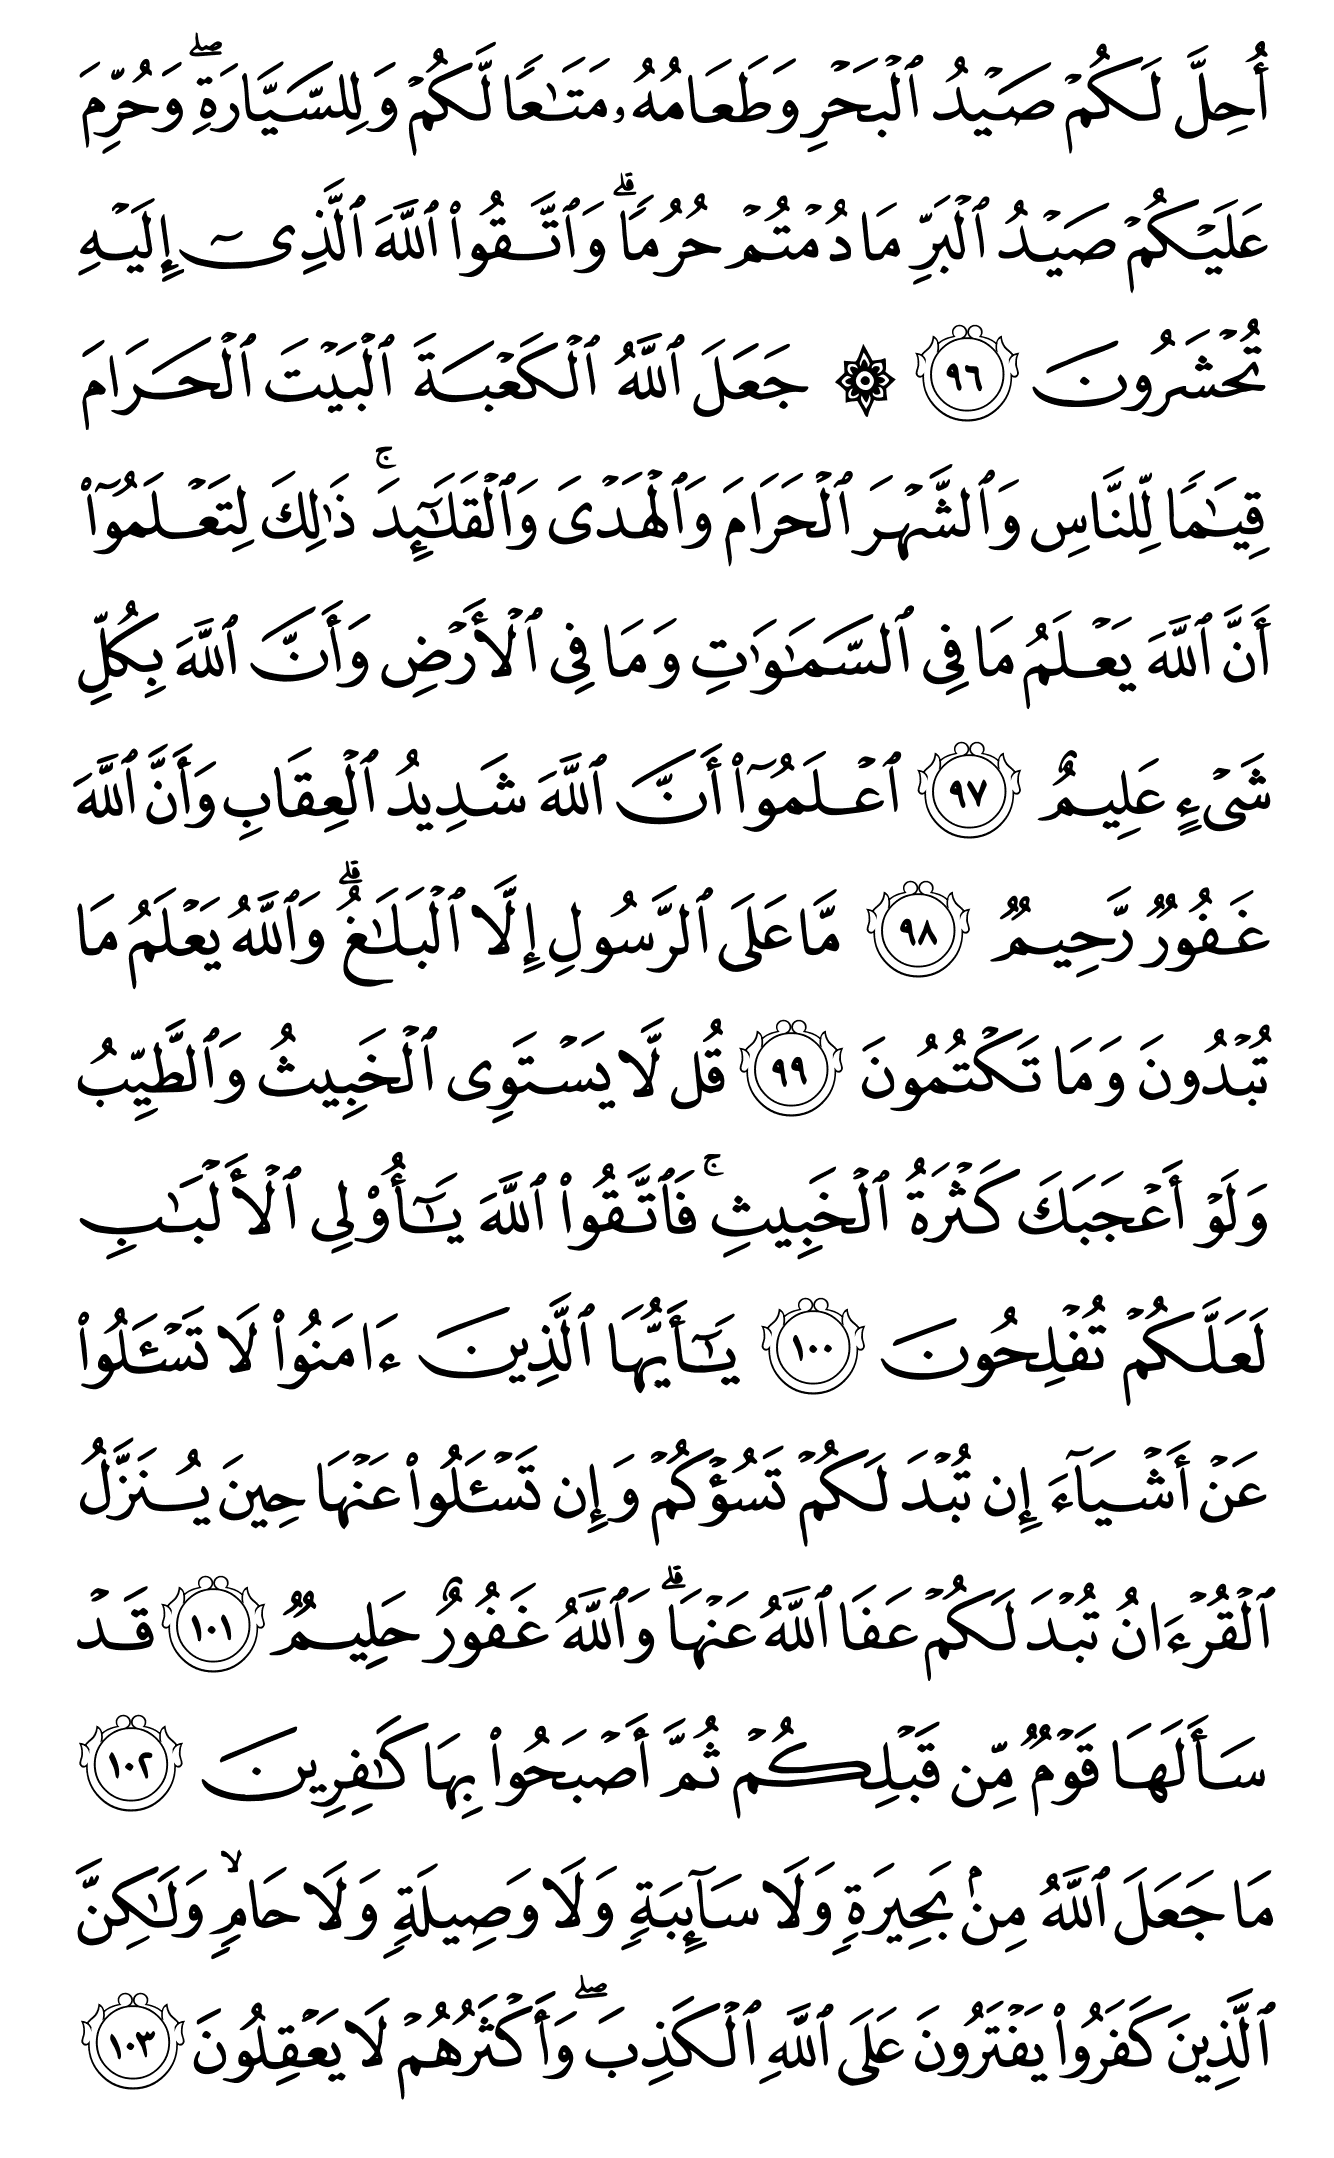 أُحِلَّ لَكُمۡ صَيۡدُ ٱلۡبَحۡرِ وَطَعَامُهُۥ مَتَٰعٗا لَّكُمۡ وَلِلسَّيَّارَةِۖ وَحُرِّمَ
عَلَيۡكُمۡ صَيۡدُ ٱلۡبَرِّ مَا دُمۡتُمۡ حُرُمٗاۗ وَٱتَّقُواْ ٱللَّهَ ٱلَّذِيٓ إِلَيۡهِ
تُحۡشَرُونَ ٩٦ ۞ جَعَلَ ٱللَّهُ ٱلۡكَعۡبَةَ ٱلۡبَيۡتَ ٱلۡحَرَامَ
قِيَٰمٗا لِّلنَّاسِ وَٱلشَّهۡرَ ٱلۡحَرَامَ وَٱلۡهَدۡيَ وَٱلۡقَلَٰٓئِدَۚ ذَٰلِكَ لِتَعۡلَمُوٓاْ
أَنَّ ٱللَّهَ يَعۡلَمُ مَا فِي ٱلسَّمَٰوَٰتِ وَمَا فِي ٱلۡأَرۡضِ وَأَنَّ ٱللَّهَ بِكُلِّ
شَيۡءٍ عَلِيمٌ ٩٧ ٱعۡلَمُوٓاْ أَنَّ ٱللَّهَ شَدِيدُ ٱلۡعِقَابِ وَأَنَّ ٱللَّهَ
غَفُورٞ رَّحِيمٞ ٩٨ مَّا عَلَى ٱلرَّسُولِ إِلَّا ٱلۡبَلَٰغُۗ وَٱللَّهُ يَعۡلَمُ مَا
تُبۡدُونَ وَمَا تَكۡتُمُونَ ٩٩ قُل لَّا يَسۡتَوِي ٱلۡخَبِيثُ وَٱلطَّيِّبُ
وَلَوۡ أَعۡجَبَكَ كَثۡرَةُ ٱلۡخَبِيثِۚ فَٱتَّقُواْ ٱللَّهَ يَٰٓأُوْلِي ٱلۡأَلۡبَٰبِ
لَعَلَّكُمۡ تُفۡلِحُونَ ١٠٠ يَٰٓأَيُّهَا ٱلَّذِينَ ءَامَنُواْ لَا تَسۡـَٔلُواْ
عَنۡ أَشۡيَآءَ إِن تُبۡدَ لَكُمۡ تَسُؤۡكُمۡ وَإِن تَسۡـَٔلُواْ عَنۡهَا حِينَ يُنَزَّلُ
ٱلۡقُرۡءَانُ تُبۡدَ لَكُمۡ عَفَا ٱللَّهُ عَنۡهَاۗ وَٱللَّهُ غَفُورٌ حَلِيمٞ ١٠١ قَدۡ
سَأَلَهَا قَوۡمٞ مِّن قَبۡلِكُمۡ ثُمَّ أَصۡبَحُواْ بِهَا كَٰفِرِينَ ١٠٢
مَا جَعَلَ ٱللَّهُ مِنۢ بَحِيرَةٖ وَلَا سَآئِبَةٖ وَلَا وَصِيلَةٖ وَلَا حَامٖ وَلَٰكِنَّ
ٱلَّذِينَ كَفَرُواْ يَفۡتَرُونَ عَلَى ٱللَّهِ ٱلۡكَذِبَۖ وَأَكۡثَرُهُمۡ لَا يَعۡقِلُونَ ١٠٣